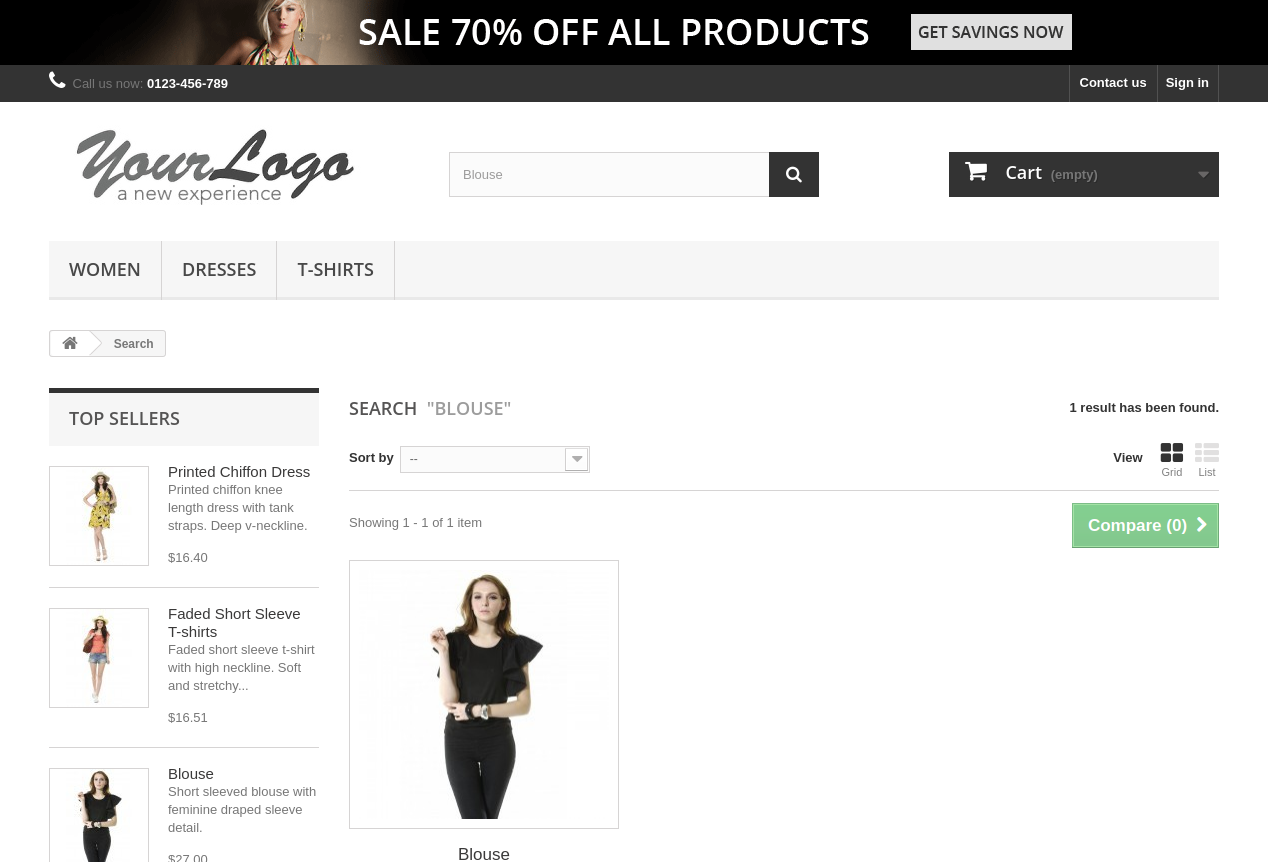 SALE 70% OFF ALL PRODUCTS
GET SAVINGS NOW
Call us now: 0123-456-789
Contact us
Sign in
YourLogo
a new experience
Blouse
Cart (empty)
WOMEN
DRESSES
T-SHIRTS
Search
TOP SELLERS
Printed Chiffon Dress
Printed chiffon knee
length dress with tank
straps. Deep v-neckline.
$16.40
Faded Short Sleeve
T-shirts
Faded short sleeve t-shirt
with high neckline. Soft
and stretchy...
$16.51
Blouse
Short sleeved blouse with
feminine draped sleeve
detail.
$27.00
SEARCH "BLOUSE"
1 result has been found.
Sort by
--
View
Grid
List
Showing 1 - 1 of 1 item
Compare (0)
Blouse